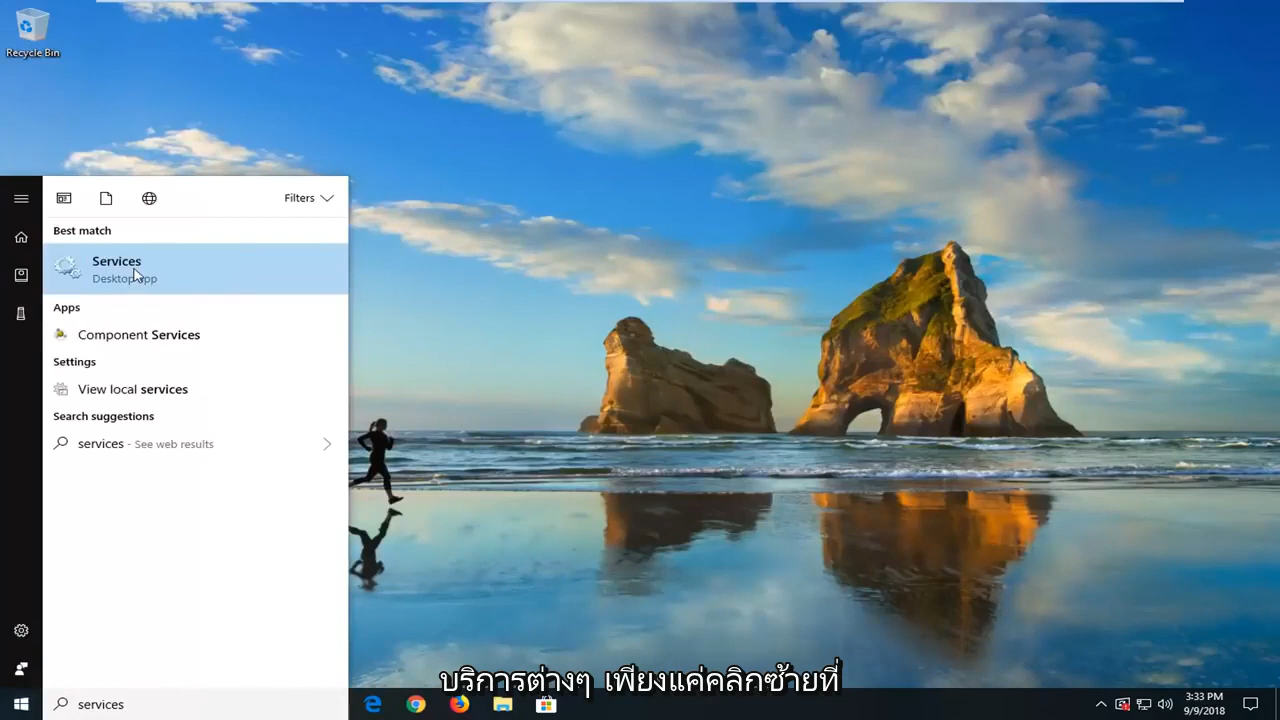 Recycle Bin
Filters
Best match
Services
Desktop app
Apps
Component Services
Settings
View local services
Search suggestions
services - See web results
บริการต่างๆ เพียงแค่คลิกซ้ายที่
services
3:33 PM
9/9/2018